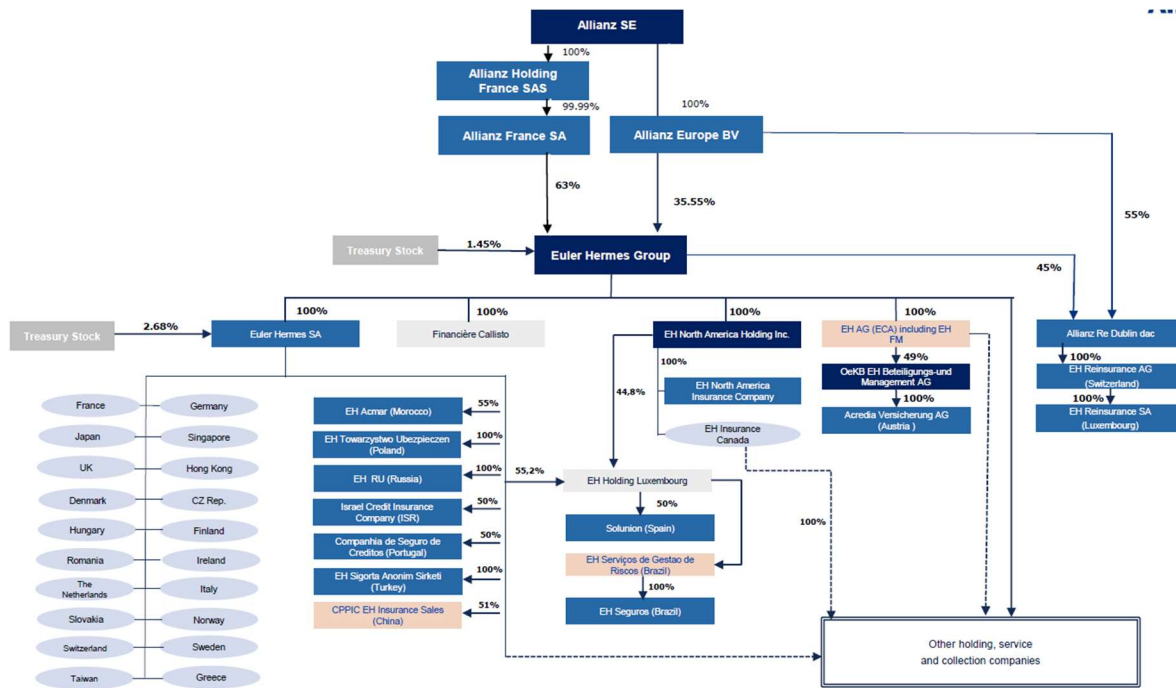 Allianz SE
100%
Allianz Holding
France SAS
99.99%
100%
Allianz France SA
Allianz Europe BV
63%
35.55%
55%
Treasury Stock
1.45%
Euler Hermes Group
45%
100%
100%
100%
100%
Treasury Stock
2.68%
Euler Hermes SA
Financière Callisto
EH North America Holding Inc.
EH AG (ECA) including EH
FM
Allianz Re Dublin dac
100%
49%
100%
44,8%
EH North America
Insurance Company
OeKB EH Beteiligungs-und
Management AG
EH Reinsurance AG
(Switzerland)
100%
100%
Acredia Versicherung AG
(Austria )
EH Reinsurance SA
(Luxembourg)
EH Insurance
Canada
France
Germany
Japan
Singapore
UK
Hong Kong
Denmark
CZ Rep.
Hungary
Finland
Romania
Ireland
The
Netherlands
Italy
Slovakia
Norway
Switzerland
Sweden
Taiwan
Greece
EH Acmar (Morocco)
55%
EH Towarzystwo Ubezpieczen
(Poland)
100%
EH RU (Russia)
100%
Israel Credit Insurance
Company (ISR)
50%
Companhia de Seguro de
Creditos (Portugal)
50%
EH Sigorta Anonim Sirketi
(Turkey)
100%
CPPIC EH Insurance Sales
(China)
51%
55,2%
EH Holding Luxembourg
50%
Solunion (Spain)
EH Serviços de Gestao de
Riscos (Brazil)
100%
EH Seguros (Brazil)
100%
Other holding, service
and collection companies